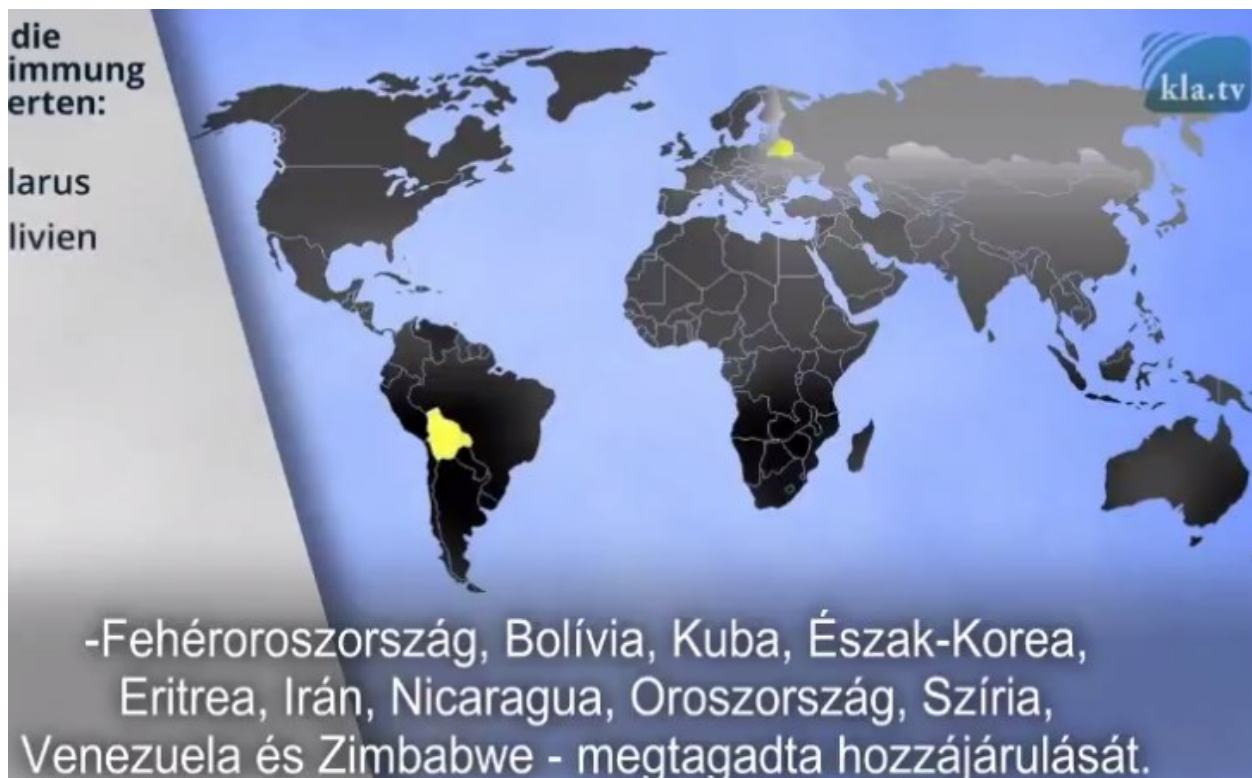 die
immung
erten:
larus
livien
kla.tv
-Fehéroroszország, Bolívia, Kuba, Észak-Korea,
Eritrea, Irán, Nicaragua, Oroszország, Szíria,
Venezuela és Zimbabwe - megtagadta hozzájárulását.